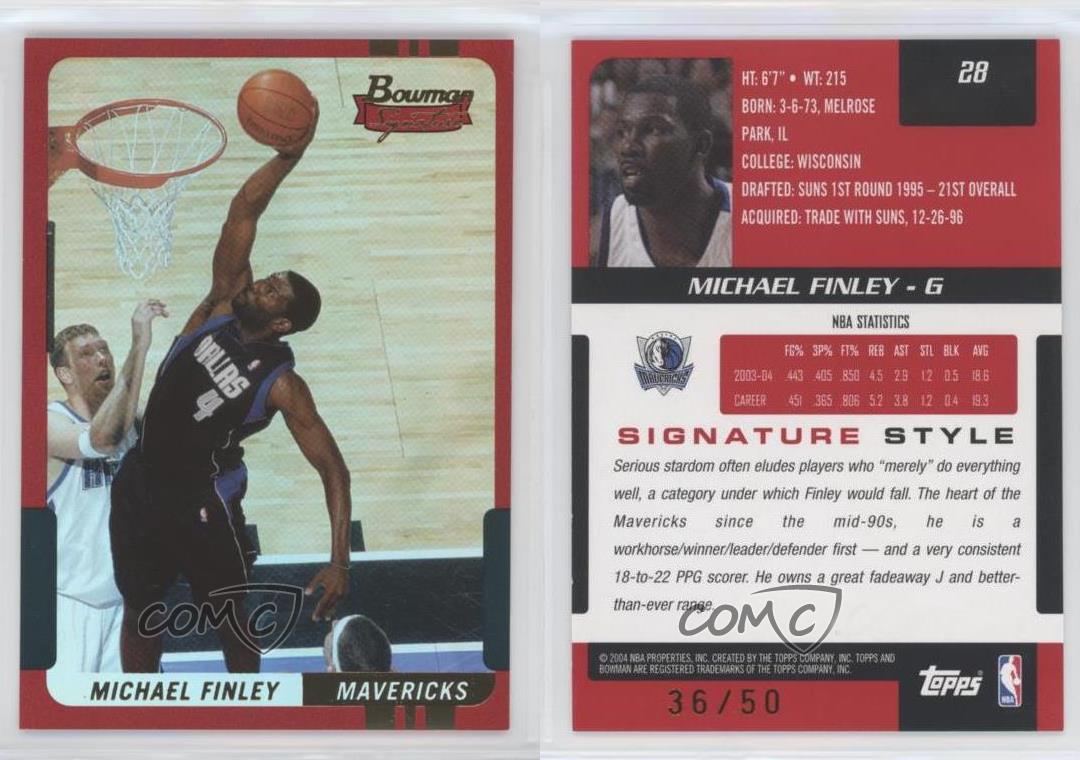 Bowman
Signature
DALLAS
4
COMC
MICHAEL FINLEY MAVERICKS
28
HT: 6'7" • WT: 215
BORN: 3-6-73, MELROSE
PARK, IL
COLLEGE: WISCONSIN
DRAFTED: SUNS 1ST ROUND 1995 – 21ST OVERALL
ACQUIRED: TRADE WITH SUNS, 12-26-96
MICHAEL FINLEY - G
NBA STATISTICS
FG% 3P% FT% REB AST STL BLK AVG
2003-04 .443 .405 .850 4.5 2.9 1.2 0.5 18.6
CAREER .451 .365 .806 5.2 3.8 1.2 0.4 19.3
MAVERICKS
SIGNATURE STYLE
Serious stardom often eludes players who "merely" do everything
well, a category under which Finley would fall. The heart of the
Mavericks since the mid-90s, he is a
workhorse/winner/leader/defender first — and a very consistent
18-to-22 PPG scorer. He owns a great fadeaway J and better-
than-ever range.
COMC
© 2004 NBA PROPERTIES, INC. CREATED BY THE TOPPS COMPANY, INC. TOPPS AND
BOWMAN ARE REGISTERED TRADEMARKS OF THE TOPPS COMPANY, INC.
topps
NBA
36/50